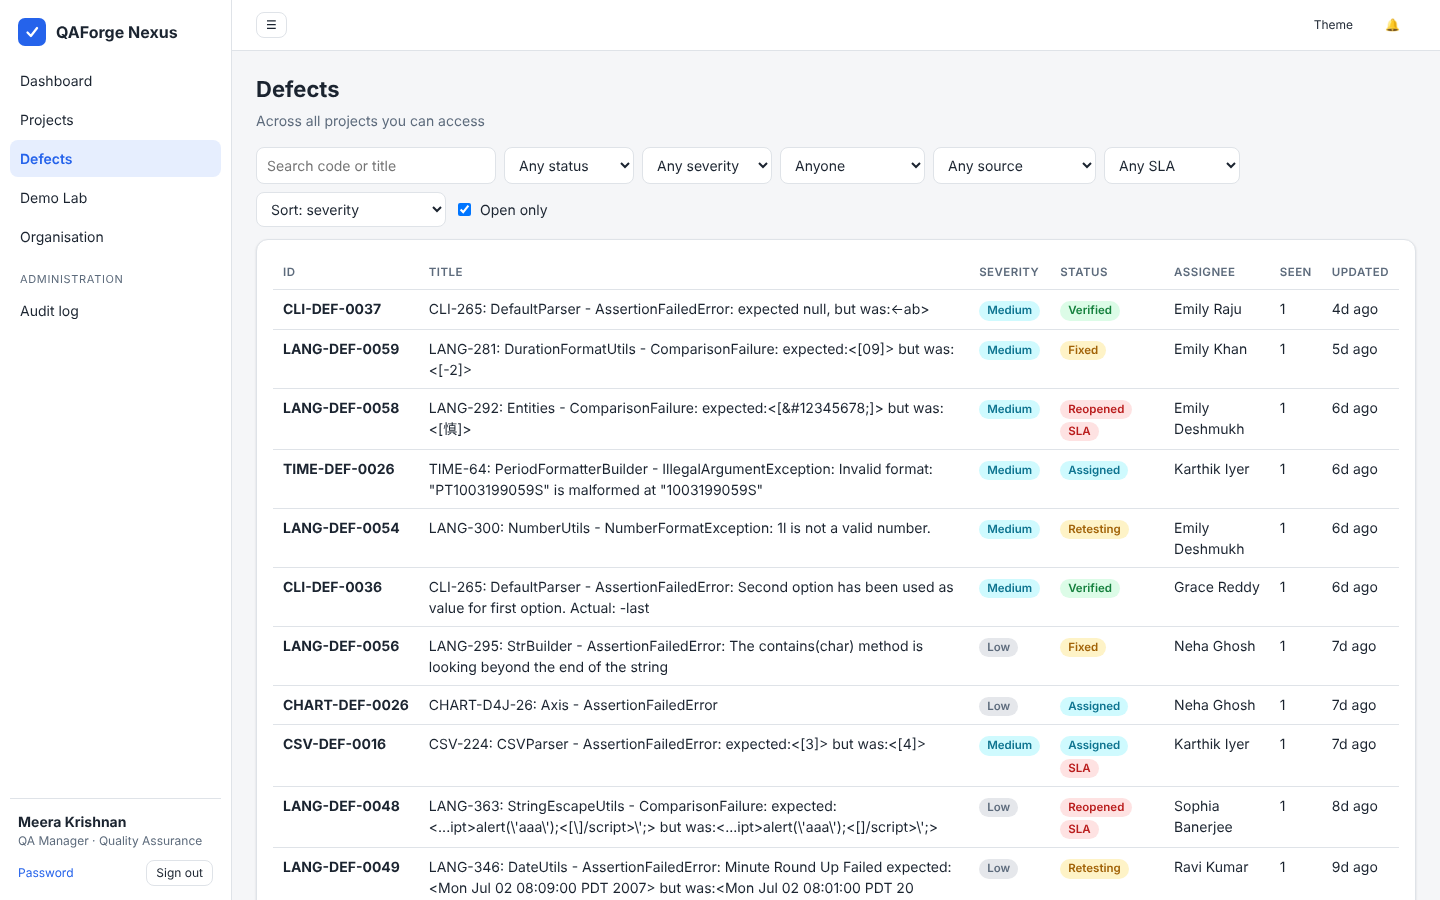 QAForge Nexus
☰
Theme
🔔
Dashboard
Projects
Defects
Demo Lab
Organisation
ADMINISTRATION
Audit log
Meera Krishnan
QA Manager · Quality Assurance
Password
Sign out
Defects
Across all projects you can access
Search code or title
Any status
Any severity
Anyone
Any source
Any SLA
Sort: severity
Open only
ID TITLE SEVERITY STATUS ASSIGNEE SEEN UPDATED
CLI-DEF-0037 CLI-265: DefaultParser - AssertionFailedError: expected null, but was:<-ab> Medium Verified Emily Raju 1 4d ago
LANG-DEF-0059 LANG-281: DurationFormatUtils - ComparisonFailure: expected:<[09]> but was: Medium Fixed Emily Khan 1 5d ago
<[-2]>
LANG-DEF-0058 LANG-292: Entities - ComparisonFailure: expected:<[&#12345678;]> but was: Medium Reopened Emily 1 6d ago
<[慎]> SLA Deshmukh
TIME-DEF-0026 TIME-64: PeriodFormatterBuilder - IllegalArgumentException: Invalid format: Medium Assigned Karthik Iyer 1 6d ago
"PT1003199059S" is malformed at "1003199059S"
LANG-DEF-0054 LANG-300: NumberUtils - NumberFormatException: 1l is not a valid number. Medium Retesting Emily 1 6d ago
Deshmukh
CLI-DEF-0036 CLI-265: DefaultParser - AssertionFailedError: Second option has been used as Medium Verified Grace Reddy 1 6d ago
value for first option. Actual: -last
LANG-DEF-0056 LANG-295: StrBuilder - AssertionFailedError: The contains(char) method is Low Fixed Neha Ghosh 1 7d ago
looking beyond the end of the string
CHART-DEF-0026 CHART-D4J-26: Axis - AssertionFailedError Low Assigned Neha Ghosh 1 7d ago
CSV-DEF-0016 CSV-224: CSVParser - AssertionFailedError: expected:<[3]> but was:<[4]> Medium Assigned Karthik Iyer 1 7d ago
SLA
LANG-DEF-0048 LANG-363: StringEscapeUtils - ComparisonFailure: expected: Low Reopened Sophia 1 8d ago
<...ipt>alert(\'aaa\');<[\]/script>\';> but was:<...ipt>alert(\'aaa\');<[]/script>\';> SLA Banerjee
LANG-DEF-0049 LANG-346: DateUtils - AssertionFailedError: Minute Round Up Failed expected: Low Retesting Ravi Kumar 1 9d ago
<Mon Jul 02 08:09:00 PDT 2007> but was:<Mon Jul 02 08:01:00 PDT 20